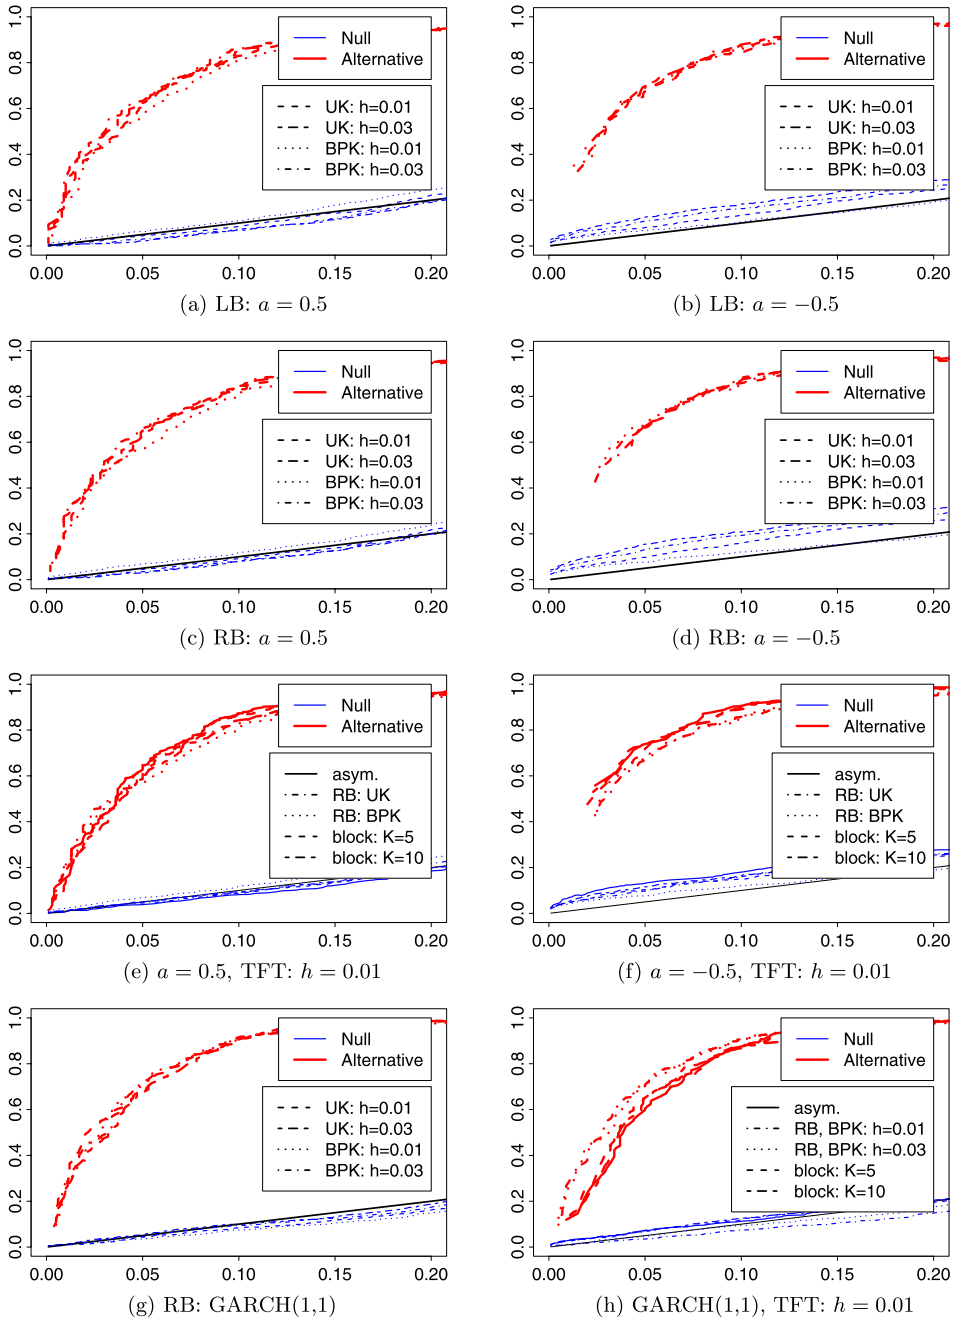 0.0 0.2 0.4 0.6 0.8 1.0
Null
Alternative
UK: h=0.01
UK: h=0.03
BPK: h=0.01
BPK: h=0.03
0.00 0.05 0.10 0.15 0.20
(a) LB: a = 0.5
0.0 0.2 0.4 0.6 0.8 1.0
Null
Alternative
UK: h=0.01
UK: h=0.03
BPK: h=0.01
BPK: h=0.03
0.00 0.05 0.10 0.15 0.20
(b) LB: a = −0.5
0.0 0.2 0.4 0.6 0.8 1.0
Null
Alternative
UK: h=0.01
UK: h=0.03
BPK: h=0.01
BPK: h=0.03
0.00 0.05 0.10 0.15 0.20
(c) RB: a = 0.5
0.0 0.2 0.4 0.6 0.8 1.0
Null
Alternative
UK: h=0.01
UK: h=0.03
BPK: h=0.01
BPK: h=0.03
0.00 0.05 0.10 0.15 0.20
(d) RB: a = −0.5
0.0 0.2 0.4 0.6 0.8 1.0
Null
Alternative
asym.
RB: UK
RB: BPK
block: K=5
block: K=10
0.00 0.05 0.10 0.15 0.20
(e) a = 0.5, TFT: h = 0.01
0.0 0.2 0.4 0.6 0.8 1.0
Null
Alternative
asym.
RB: UK
RB: BPK
block: K=5
block: K=10
0.00 0.05 0.10 0.15 0.20
(f) a = −0.5, TFT: h = 0.01
0.0 0.2 0.4 0.6 0.8 1.0
Null
Alternative
UK: h=0.01
UK: h=0.03
BPK: h=0.01
BPK: h=0.03
0.00 0.05 0.10 0.15 0.20
(g) RB: GARCH(1,1)
0.0 0.2 0.4 0.6 0.8 1.0
Null
Alternative
asym.
RB, BPK: h=0.01
RB, BPK: h=0.03
block: K=5
block: K=10
0.00 0.05 0.10 0.15 0.20
(h) GARCH(1,1), TFT: h = 0.01